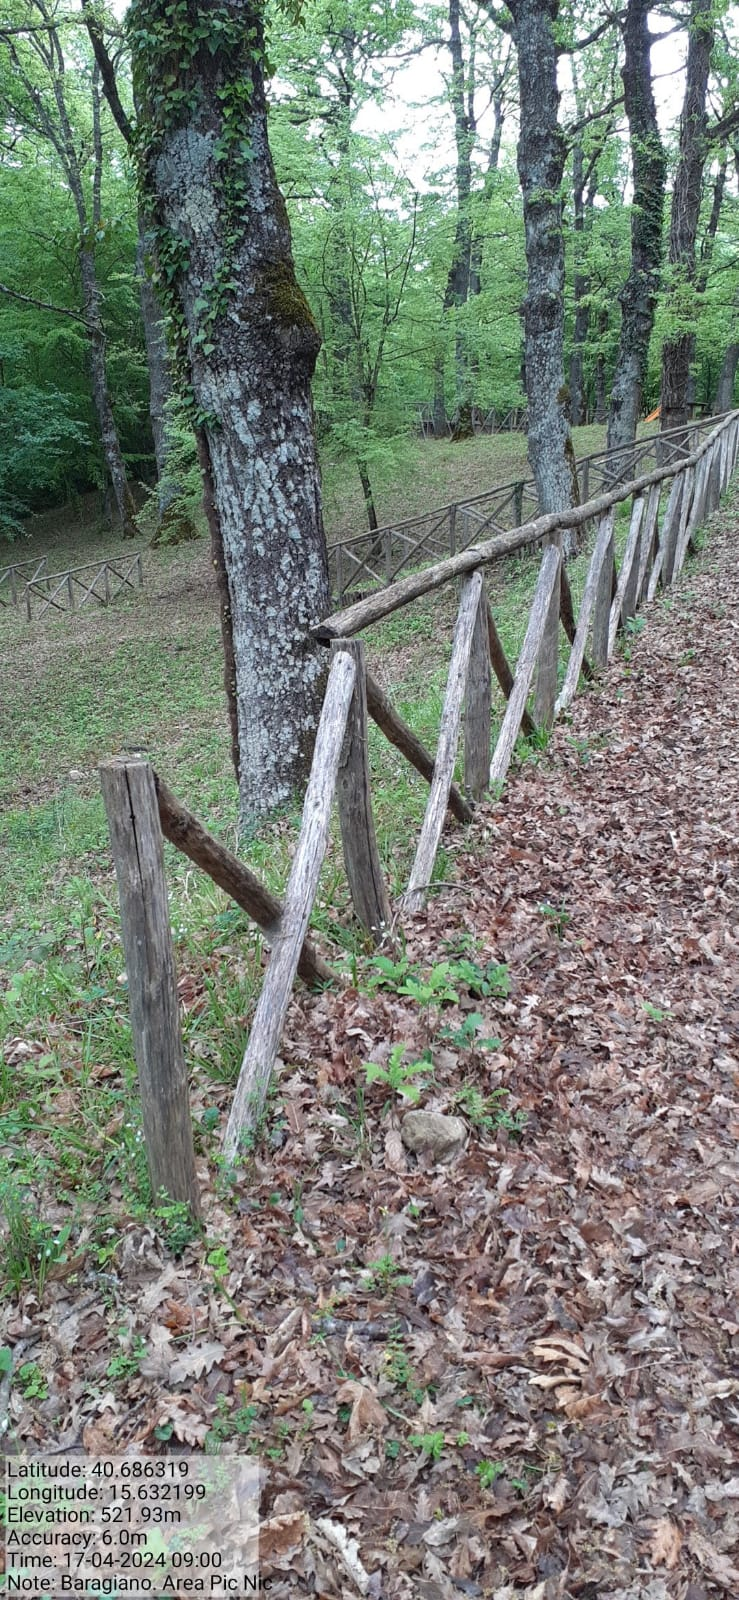 Latitude: 40.686319
Longitude: 15.632199
Elevation: 521.93m
Accuracy: 6.0m
Time: 17-04-2024 09:00
Note: Baragiano. Area Pic Nic